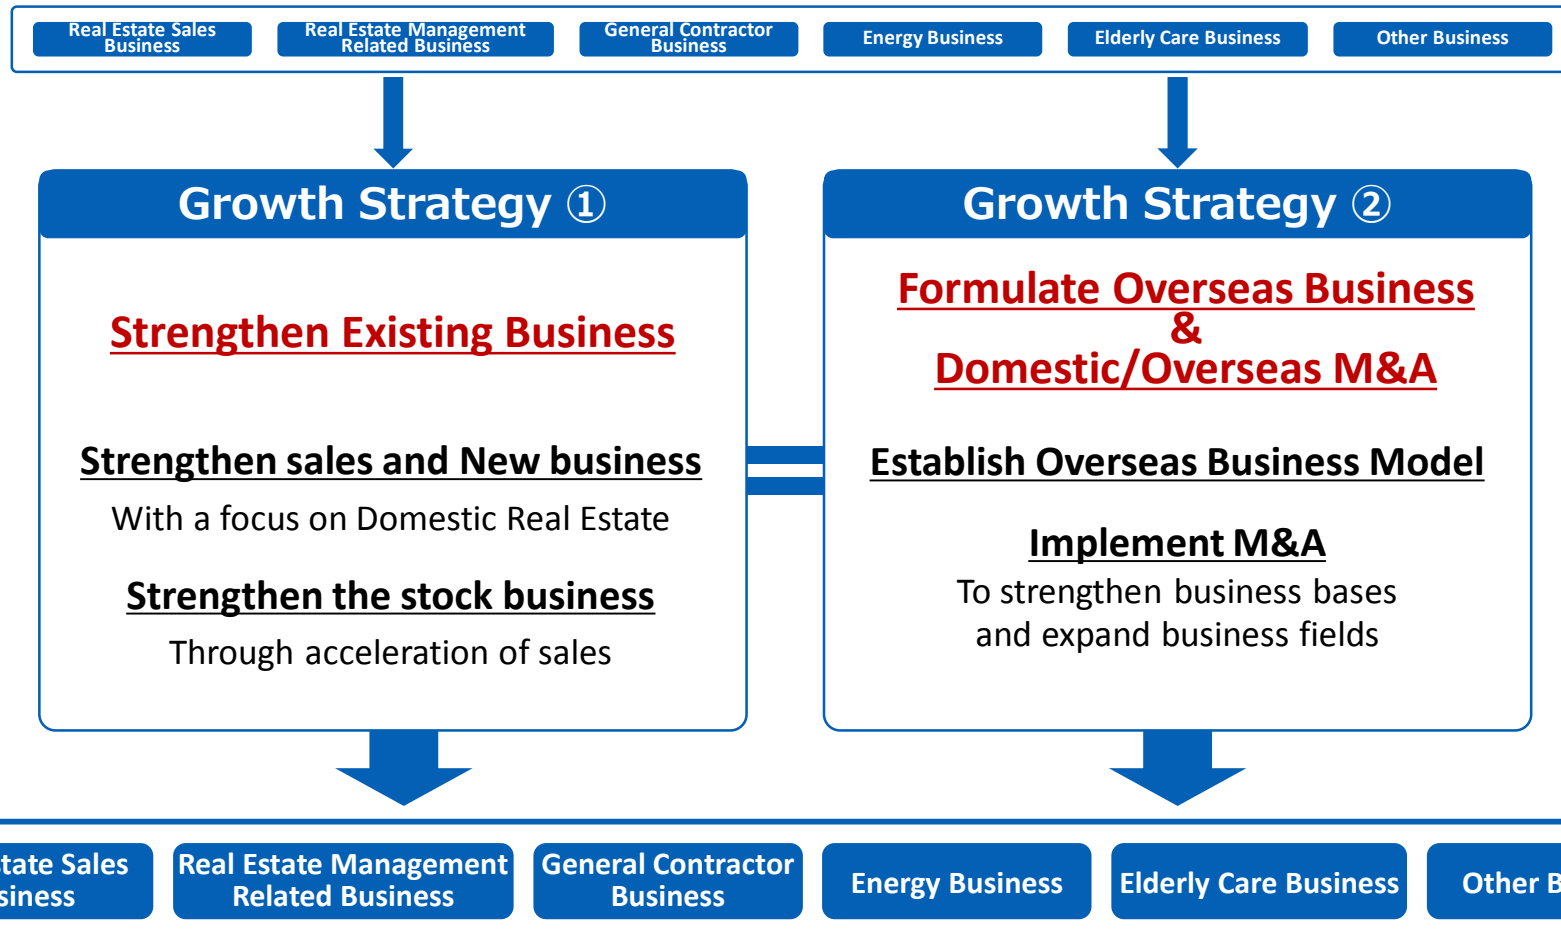 Real Estate Sales
Business
Real Estate Management
Related Business
General Contractor
Business
Energy Business
Elderly Care Business
Other Business
Growth Strategy ①
Strengthen Existing Business
Strengthen sales and New business
With a focus on Domestic Real Estate
Strengthen the stock business
Through acceleration of sales
Growth Strategy ②
Formulate Overseas Business
&
Domestic/Overseas M&A
Establish Overseas Business Model
Implement M&A
To strengthen business bases
and expand business fields
Sales
Real Estate Management
Related Business
General Contractor
Business
Energy Business
Elderly Care Business
Other